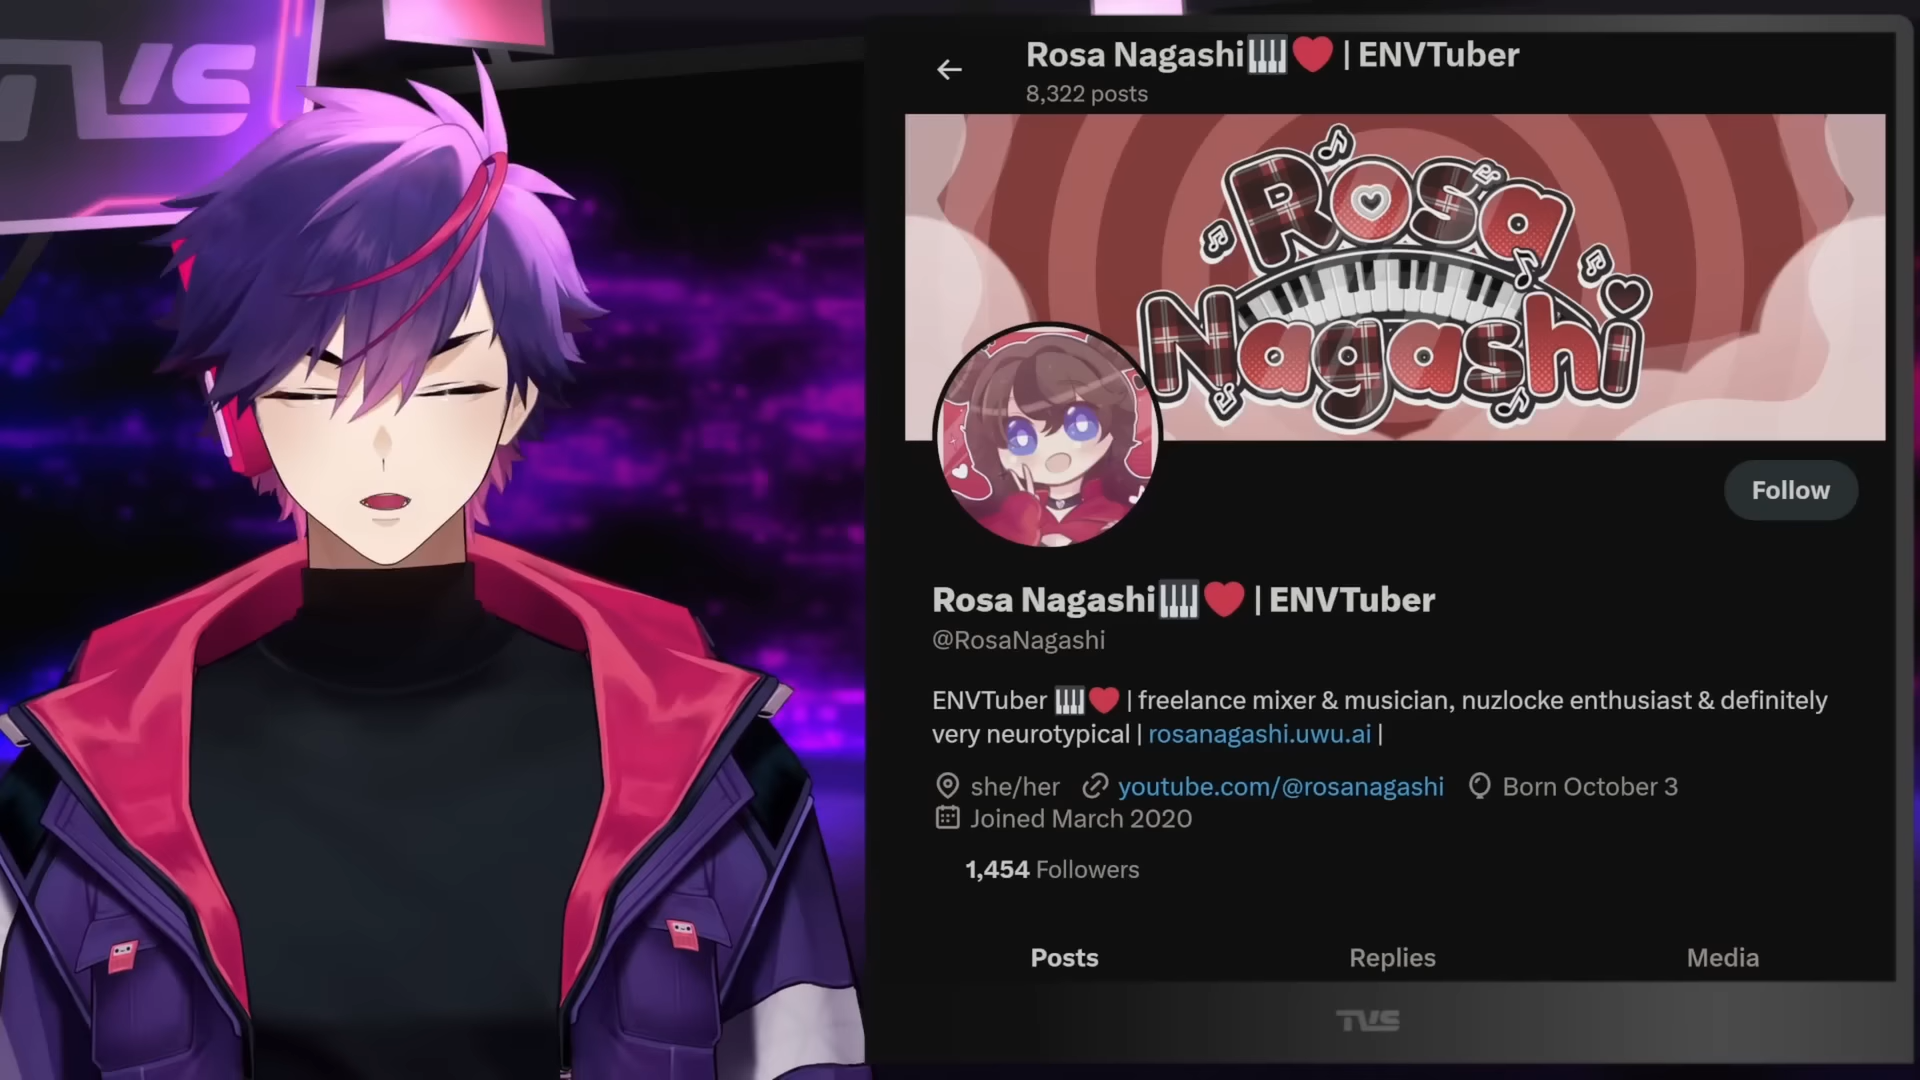 TVS
Rosa Nagashi🎹❤️ | ENVTuber
8,322 posts
Rosa
Nagashi
Follow
Rosa Nagashi🎹❤️ | ENVTuber
@RosaNagashi
ENVTuber 🎹❤️ | freelance mixer & musician, nuzlocke enthusiast & definitely
very neurotypical | rosanagashi.uwu.ai |
she/her youtube.com/@rosanagashi Born October 3
Joined March 2020
1,454 Followers
Posts Replies Media
TVS